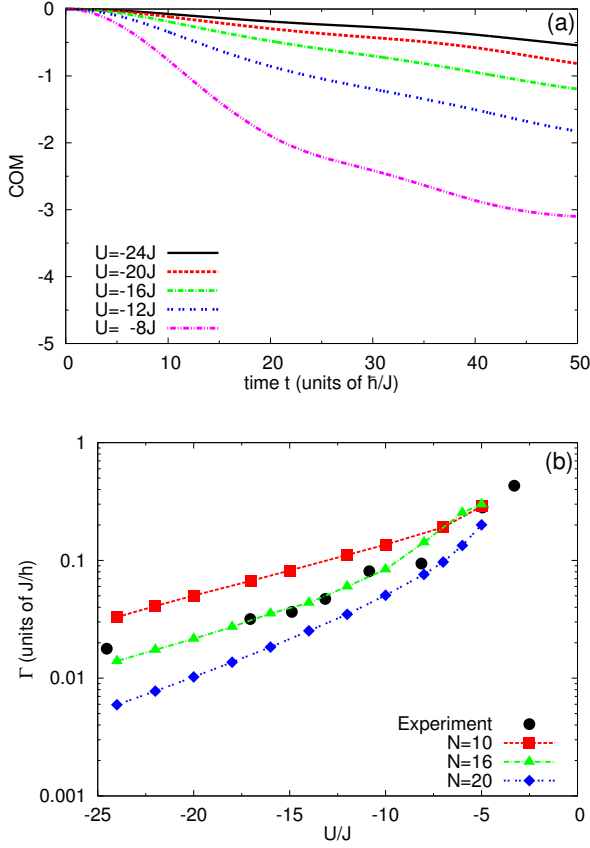 (a)
0
-1
-2
-3
-4
-5
COM
U=-24J
U=-20J
U=-16J
U=-12J
U= -8J
0 10 20 30 40 50
time t (units of ħ/J)
(b)
1
0.1
0.01
0.001
Γ (units of J/h)
Experiment
N=10
N=16
N=20
-25 -20 -15 -10 -5 0
U/J